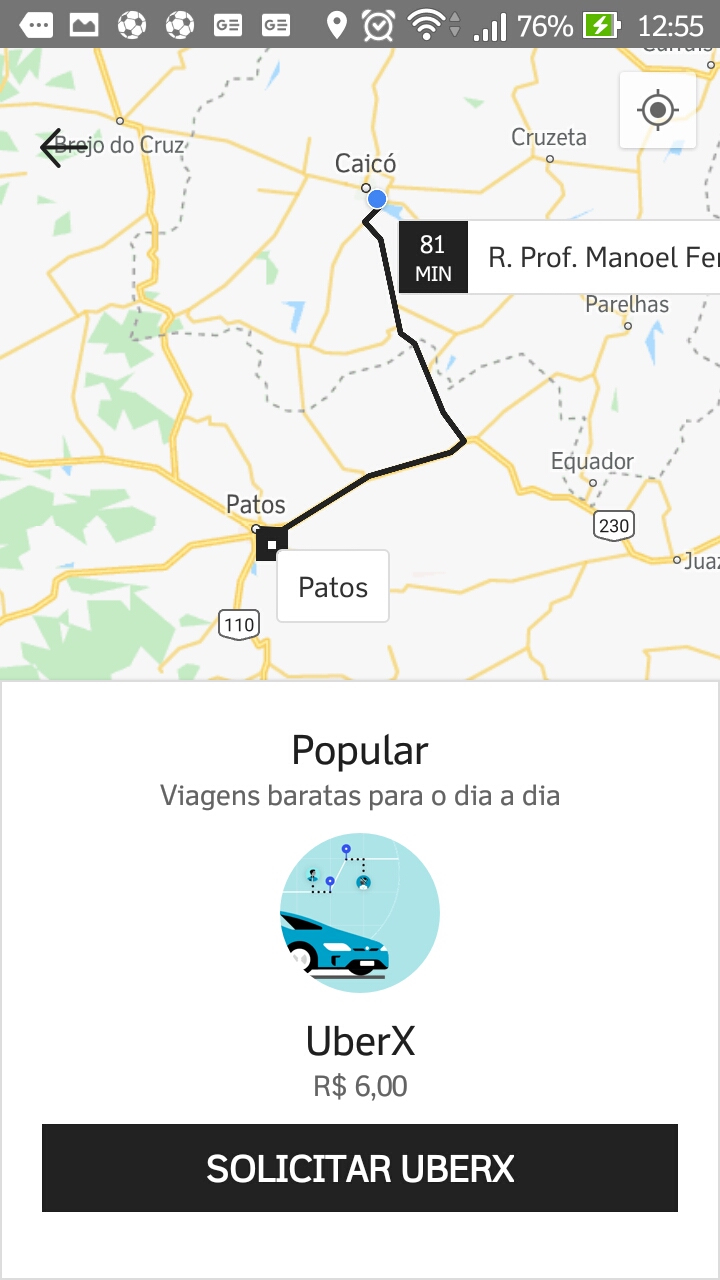 76% 12:55
Brejo do Cruz
Cruzeta
Caicó
81
MIN
R. Prof. Manoel Fer
Parelhas
Equador
Patos
230
Juaz
Patos
110
Popular
Viagens baratas para o dia a dia
UberX
R$ 6,00
SOLICITAR UBERX